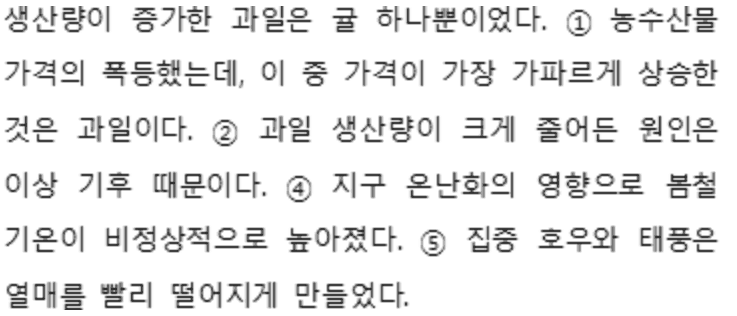 생산량이 증가한 과일은 귤 하나뿐이었다. ① 농수산물
가격의 폭등했는데, 이 중 가격이 가장 가파르게 상승한
것은 과일이다. ② 과일 생산량이 크게 줄어든 원인은
이상 기후 때문이다. ④ 지구 온난화의 영향으로 봄철
기온이 비정상적으로 높아졌다. ⑤ 집중 호우와 태풍은
열매를 빨리 떨어지게 만들었다.